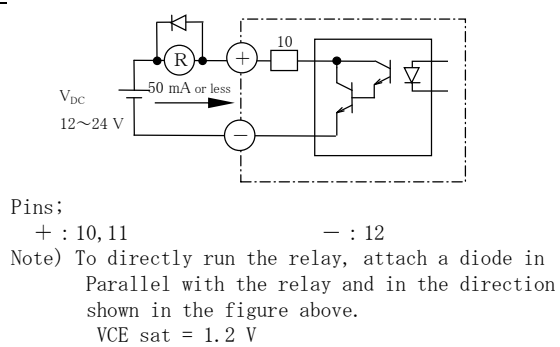 10
R
+
50 mA or less
VDC
12～24 V
−
Pins;
+ : 10,11 − : 12
Note) To directly run the relay, attach a diode in
Parallel with the relay and in the direction
shown in the figure above.
VCE sat = 1.2 V